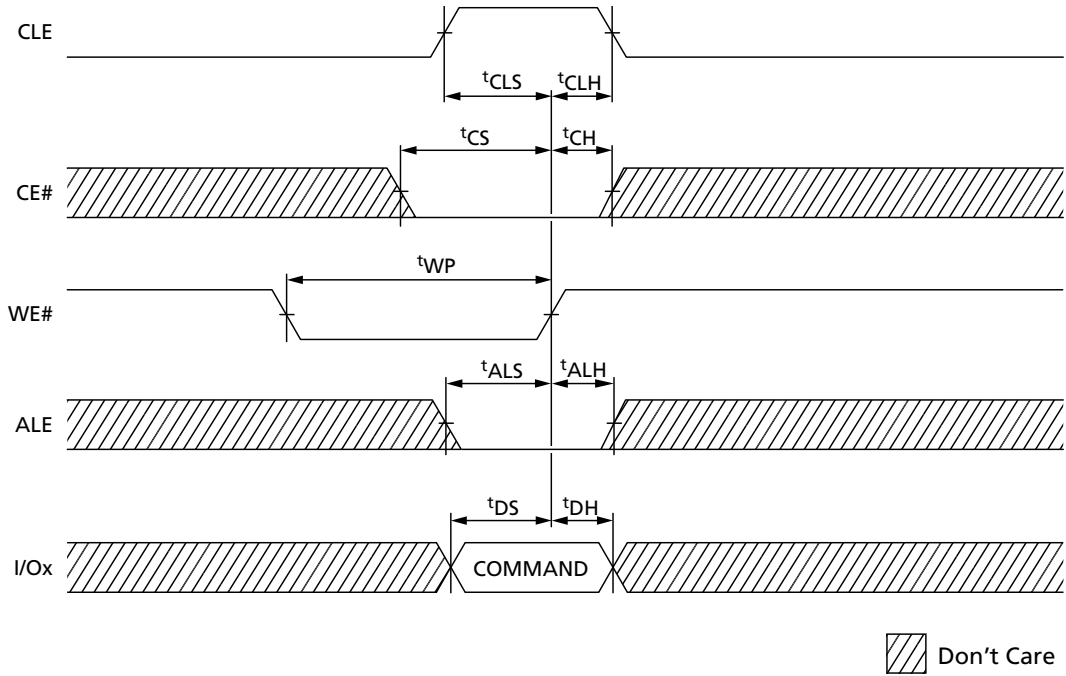 CLE
tCLS
tCLH
tCS
tCH
CE#
tWP
WE#
tALS
tALH
ALE
tDS
tDH
I/Ox
COMMAND
Don't Care